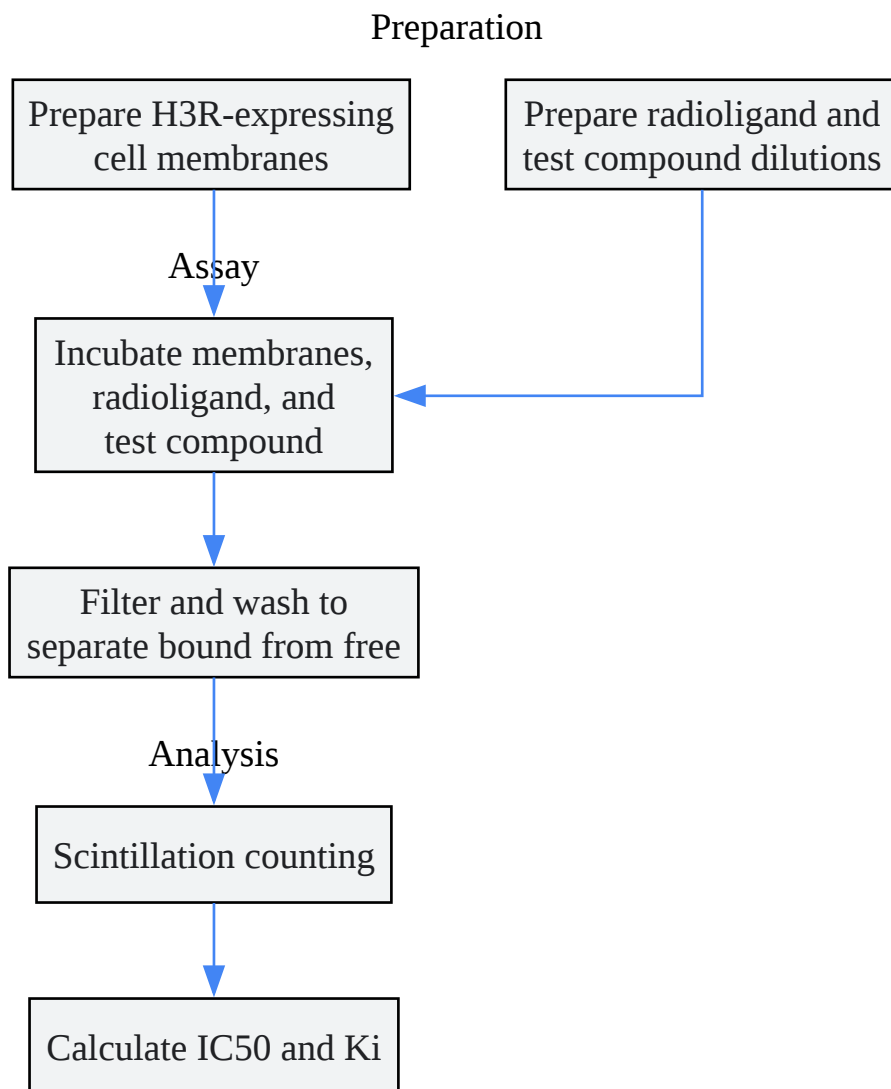 Preparation
Prepare H3R-expressing
cell membranes
Prepare radioligand and
test compound dilutions
Assay
Incubate membranes,
radioligand, and
test compound
Filter and wash to
separate bound from free
Analysis
Scintillation counting
Calculate IC50 and Ki